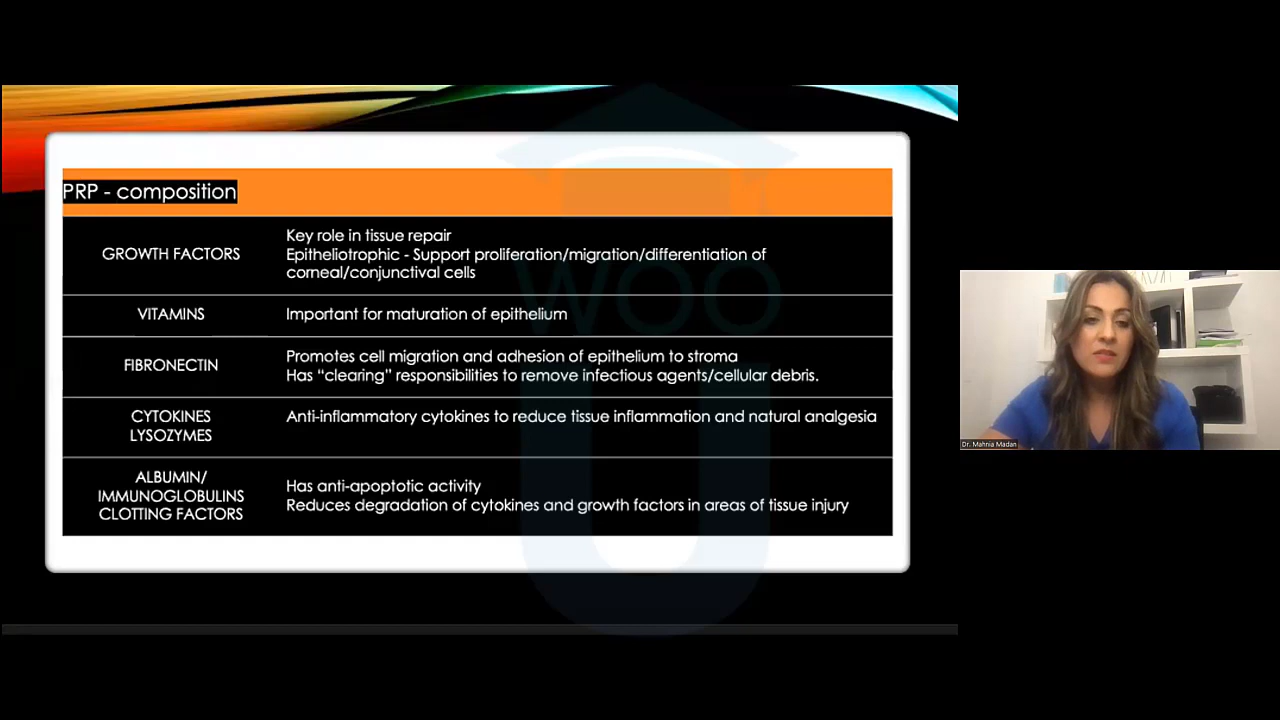 PRP - composition
GROWTH FACTORS
Key role in tissue repair
Epitheliotrophic - Support proliferation/migration/differentiation of
corneal/conjunctival cells
VITAMINS
Important for maturation of epithelium
FIBRONECTIN
Promotes cell migration and adhesion of epithelium to stroma
Has “clearing” responsibilities to remove infectious agents/cellular debris.
CYTOKINES
LYSOZYMES
Anti-inflammatory cytokines to reduce tissue inflammation and natural analgesia
ALBUMIN/
IMMUNOGLOBULINS
CLOTTING FACTORS
Has anti-apoptotic activity
Reduces degradation of cytokines and growth factors in areas of tissue injury
WOO
U
Dr. Mahnia Madan